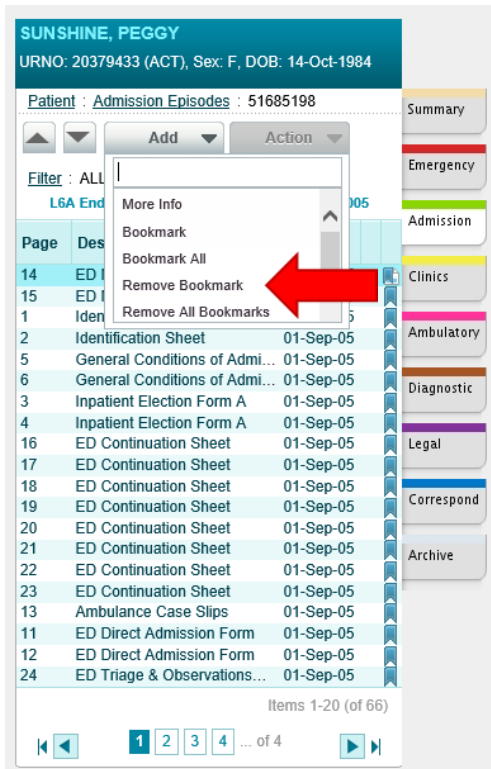 SUNSHINE, PEGGY
URNO: 20379433 (ACT), Sex: F, DOB: 14-Oct-1984
Patient : Admission Episodes : 51685198
Add Action
Filter : ALL
L6A End 005
Page Des
More Info
Bookmark
Bookmark All
Remove Bookmark
Remove All Bookmarks
14 ED
15 ED
1 Iden 5
2 Identification Sheet 01-Sep-05
5 General Conditions of Admi... 01-Sep-05
6 General Conditions of Admi... 01-Sep-05
3 Inpatient Election Form A 01-Sep-05
4 Inpatient Election Form A 01-Sep-05
16 ED Continuation Sheet 01-Sep-05
17 ED Continuation Sheet 01-Sep-05
18 ED Continuation Sheet 01-Sep-05
19 ED Continuation Sheet 01-Sep-05
20 ED Continuation Sheet 01-Sep-05
21 ED Continuation Sheet 01-Sep-05
22 ED Continuation Sheet 01-Sep-05
23 ED Continuation Sheet 01-Sep-05
13 Ambulance Case Slips 01-Sep-05
11 ED Direct Admission Form 01-Sep-05
12 ED Direct Admission Form 01-Sep-05
24 ED Triage & Observations... 01-Sep-05
Items 1-20 (of 66)
1 2 3 4 ... of 4
Summary
Emergency
Admission
Clinics
Ambulatory
Diagnostic
Legal
Correspond
Archive